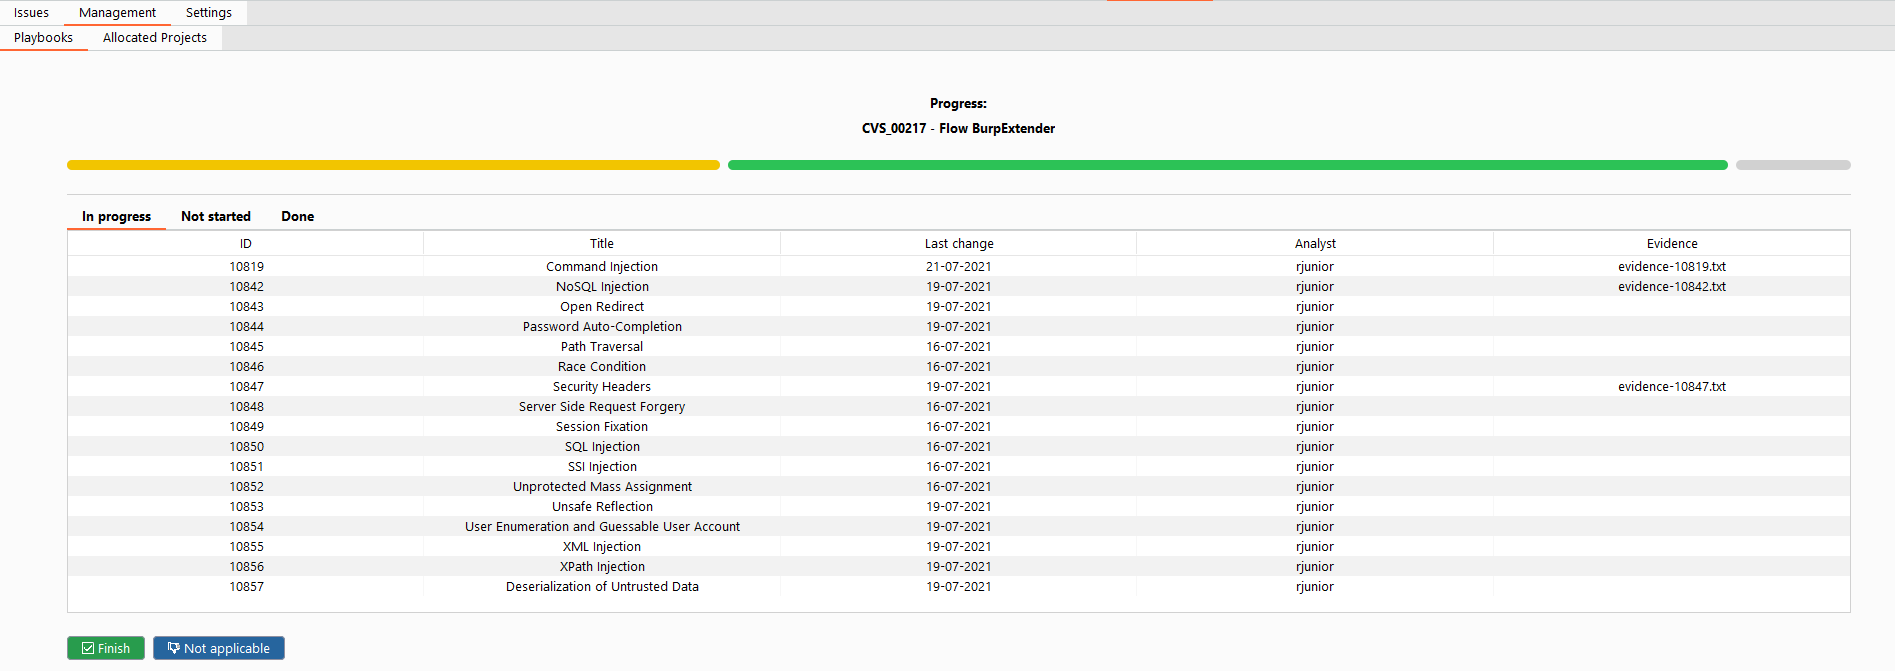 Issues Management Settings
Playbooks Allocated Projects
Progress:
CVS_00217 - Flow BurpExtender
In progress Not started Done
ID Title Last change Analyst Evidence
10819 Command Injection 21-07-2021 rjunior evidence-10819.txt
10842 NoSQL Injection 19-07-2021 rjunior evidence-10842.txt
10843 Open Redirect 19-07-2021 rjunior
10844 Password Auto-Completion 19-07-2021 rjunior
10845 Path Traversal 16-07-2021 rjunior
10846 Race Condition 16-07-2021 rjunior
10847 Security Headers 19-07-2021 rjunior evidence-10847.txt
10848 Server Side Request Forgery 16-07-2021 rjunior
10849 Session Fixation 16-07-2021 rjunior
10850 SQL Injection 16-07-2021 rjunior
10851 SSI Injection 16-07-2021 rjunior
10852 Unprotected Mass Assignment 16-07-2021 rjunior
10853 Unsafe Reflection 19-07-2021 rjunior
10854 User Enumeration and Guessable User Account 19-07-2021 rjunior
10855 XML Injection 19-07-2021 rjunior
10856 XPath Injection 19-07-2021 rjunior
10857 Deserialization of Untrusted Data 19-07-2021 rjunior
Finish Not applicable